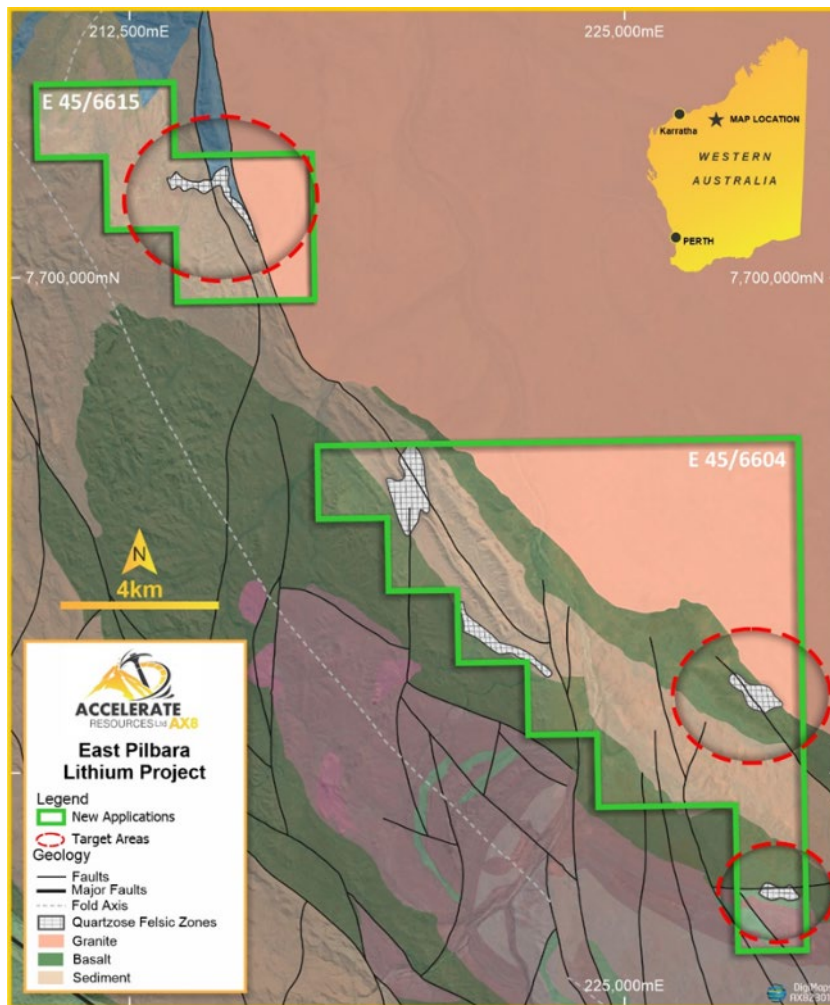 212,500mE
225,000mE
E 45/6615
Karratha
MAP LOCATION
WESTERN
AUSTRALIA
PERTH
7,700,000mN
7,700,000mN
E 45/6604
N
4km
ACCELERATE
RESOURCES Ltd AX8
East Pilbara
Lithium Project
Legend
New Applications
Target Areas
Geology
Faults
Major Faults
Fold Axis
Quartzose Felsic Zones
Granite
Basalt
Sediment
225,000mE
DigiMaps